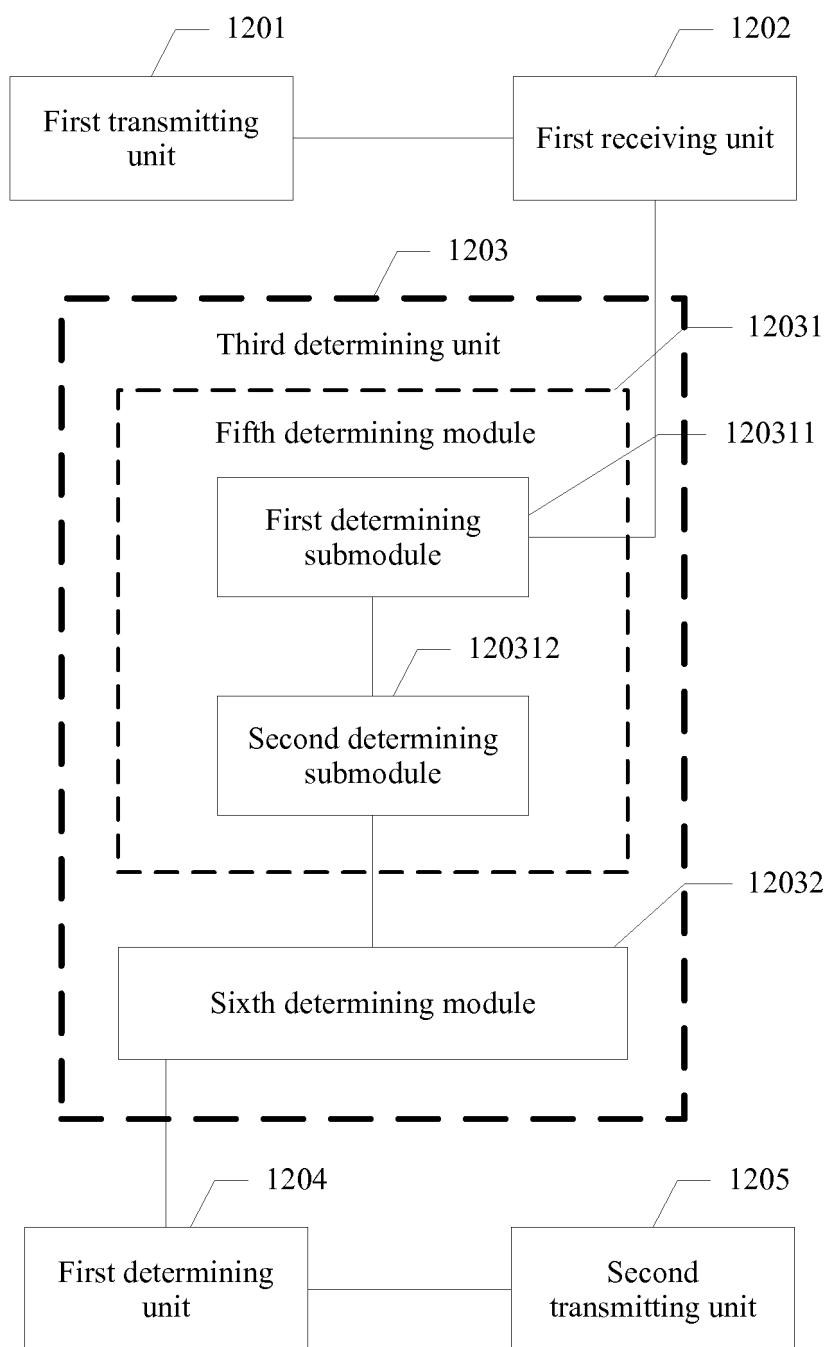 1201
1202
First transmitting
unit
First receiving unit
1203
12031
Third determining unit
Fifth determining module
120311
First determining
submodule
120312
Second determining
submodule
12032
Sixth determining module
1204
1205
First determining
unit
Second
transmitting unit